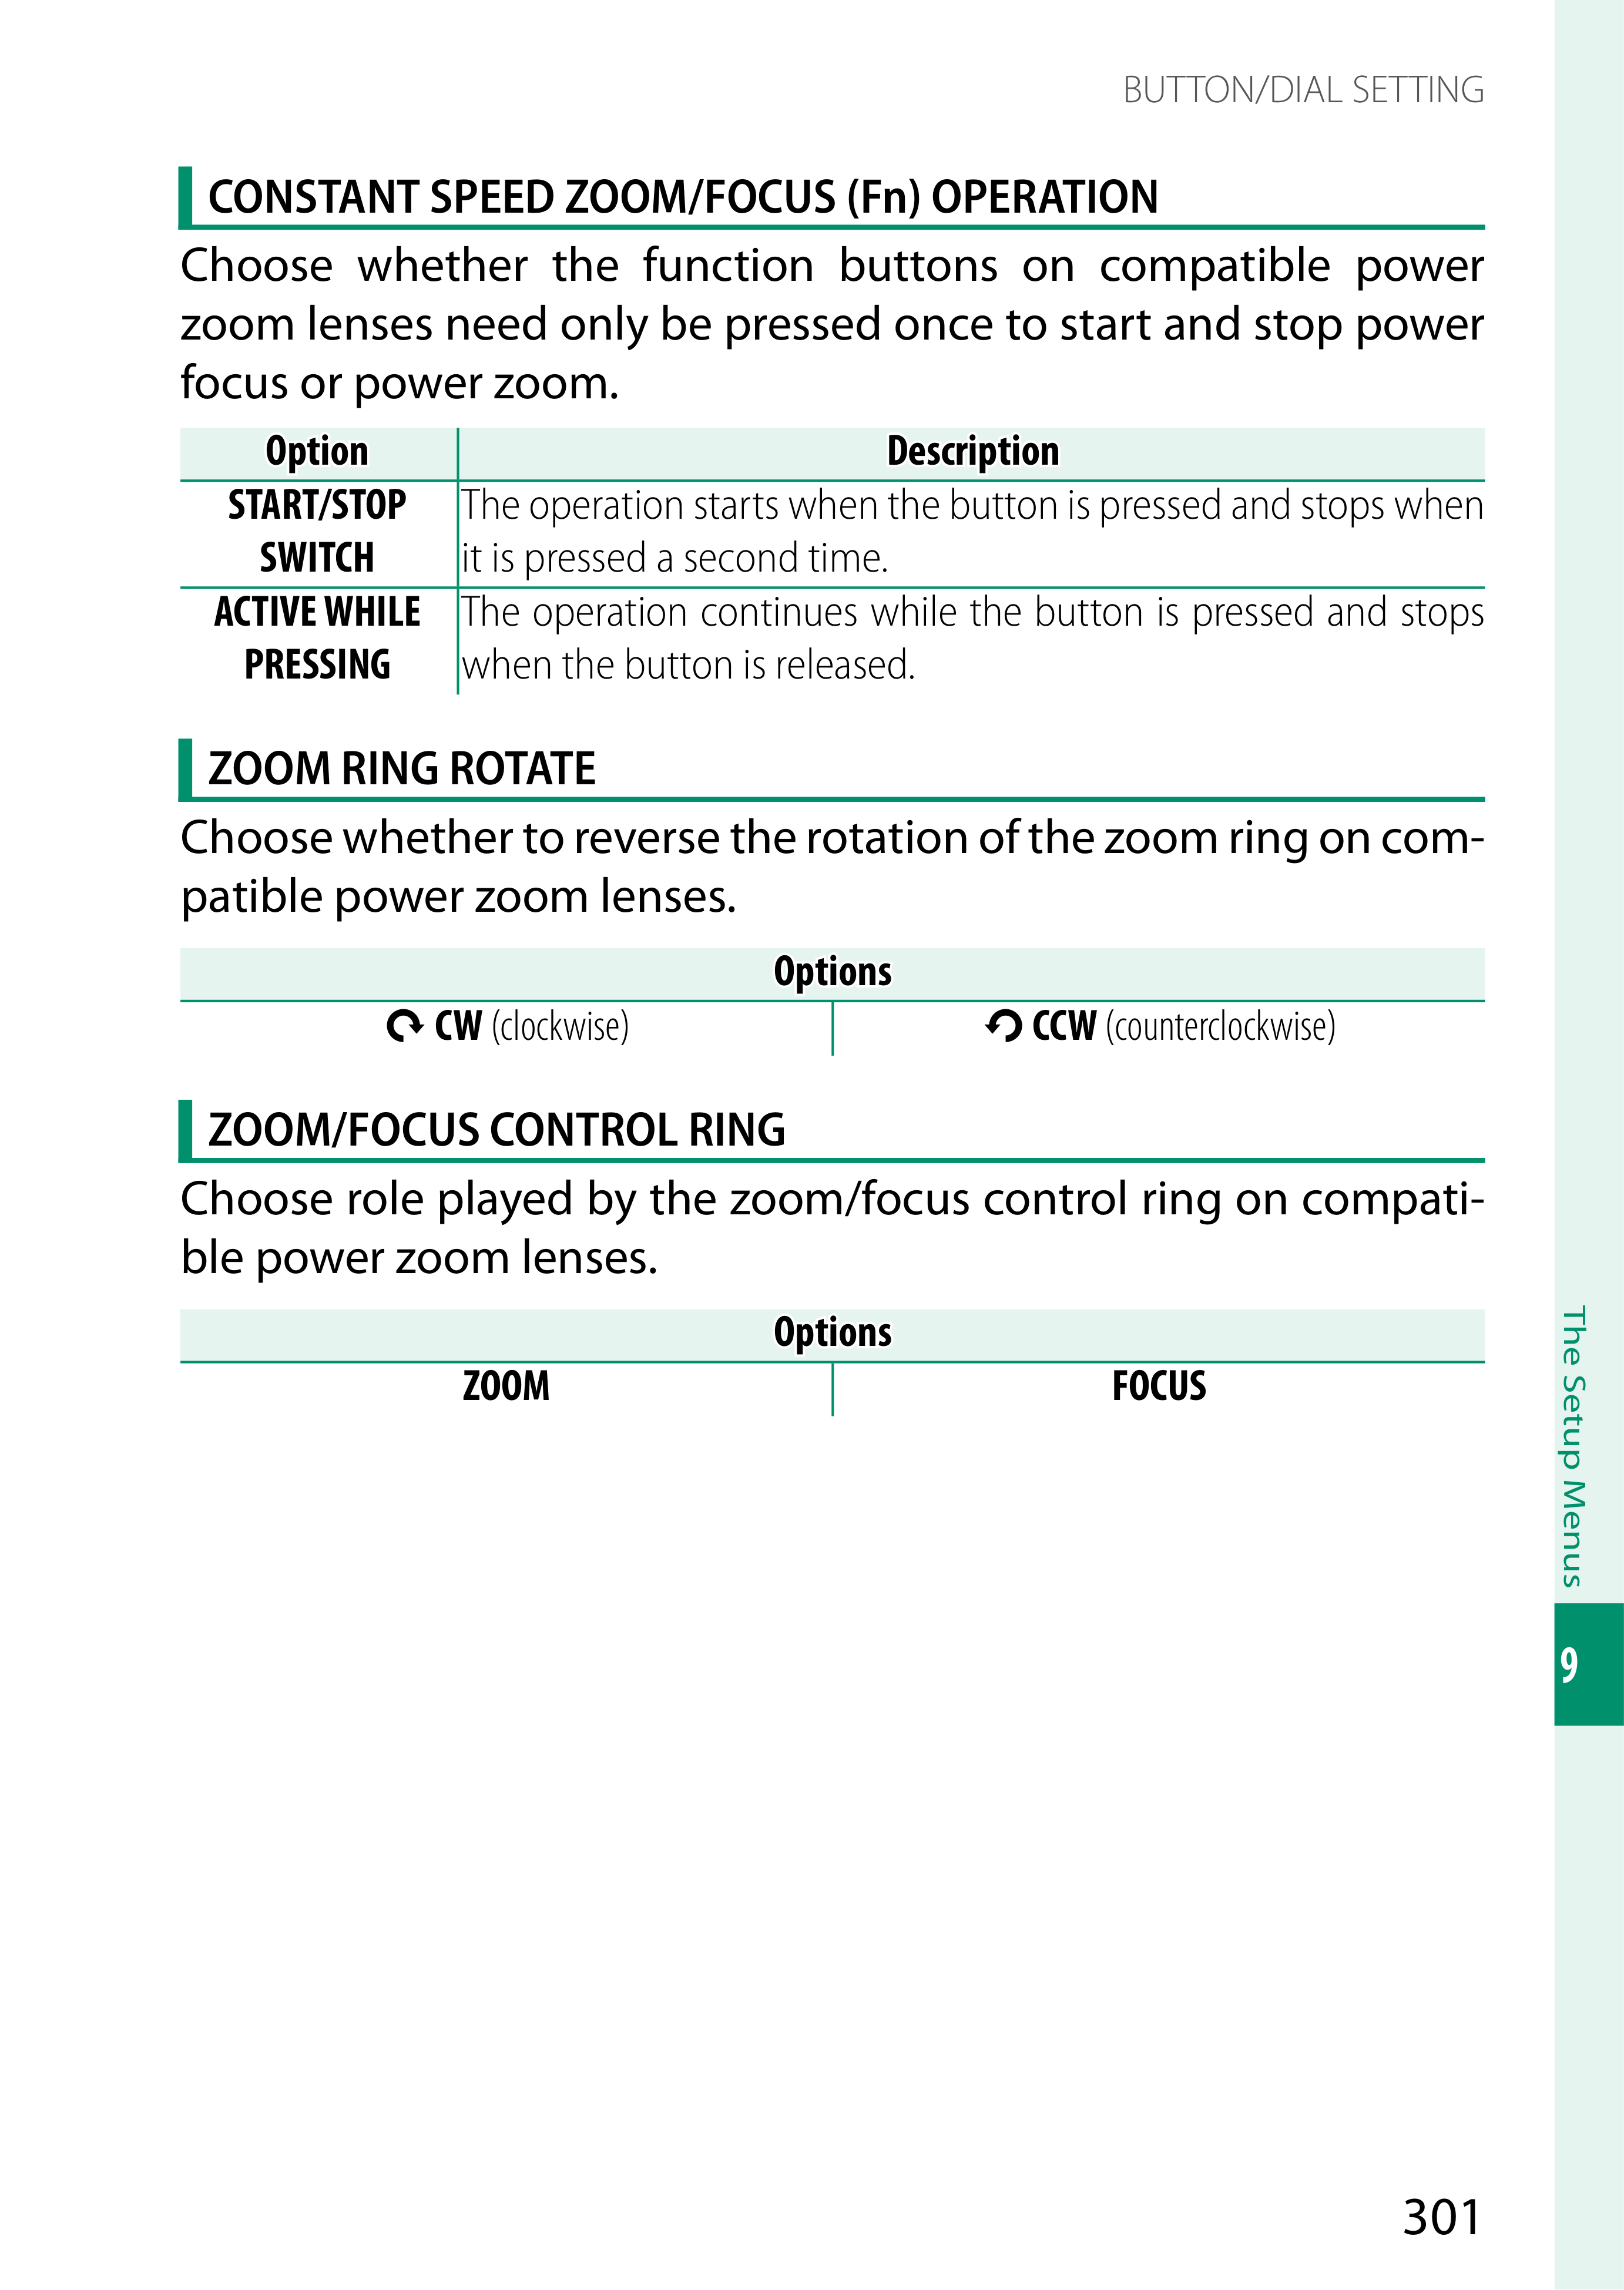 BUTTON/DIAL SETTING
CONSTANT SPEED ZOOM/FOCUS (Fn) OPERATION
Choose whether the function buttons on compatible power
zoom lenses need only be pressed once to start and stop power
focus or power zoom.
Option Description
START/STOP
SWITCH
The operation starts when the button is pressed and stops when
it is pressed a second time.
ACTIVE WHILE
PRESSING
The operation continues while the button is pressed and stops
when the button is released.
ZOOM RING ROTATE
Choose whether to reverse the rotation of the zoom ring on com-
patible power zoom lenses.
Options
CW (clockwise) CCW (counterclockwise)
ZOOM/FOCUS CONTROL RING
Choose role played by the zoom/focus control ring on compati-
ble power zoom lenses.
Options
ZOOM FOCUS
The Setup Menus
9
301